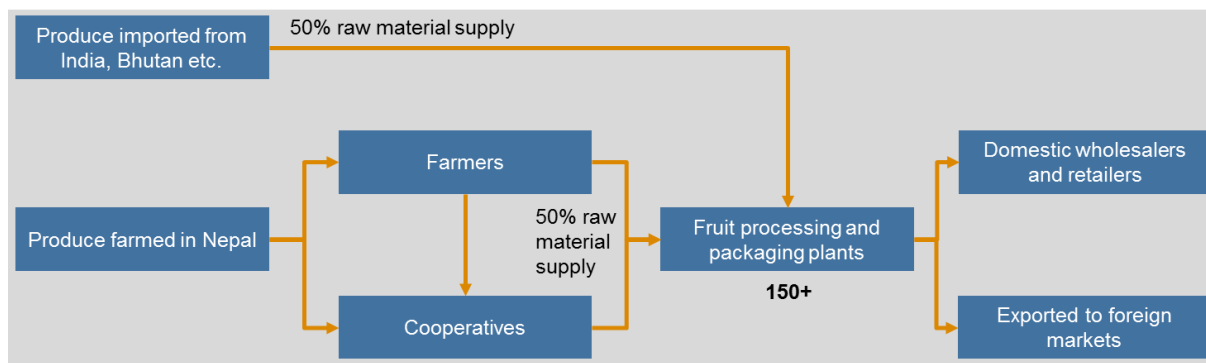 Produce imported from
India, Bhutan etc.
50% raw material supply
Farmers
Domestic wholesalers
and retailers
Produce farmed in Nepal
50% raw
material
supply
Fruit processing and
packaging plants
150+
Cooperatives
Exported to foreign
markets